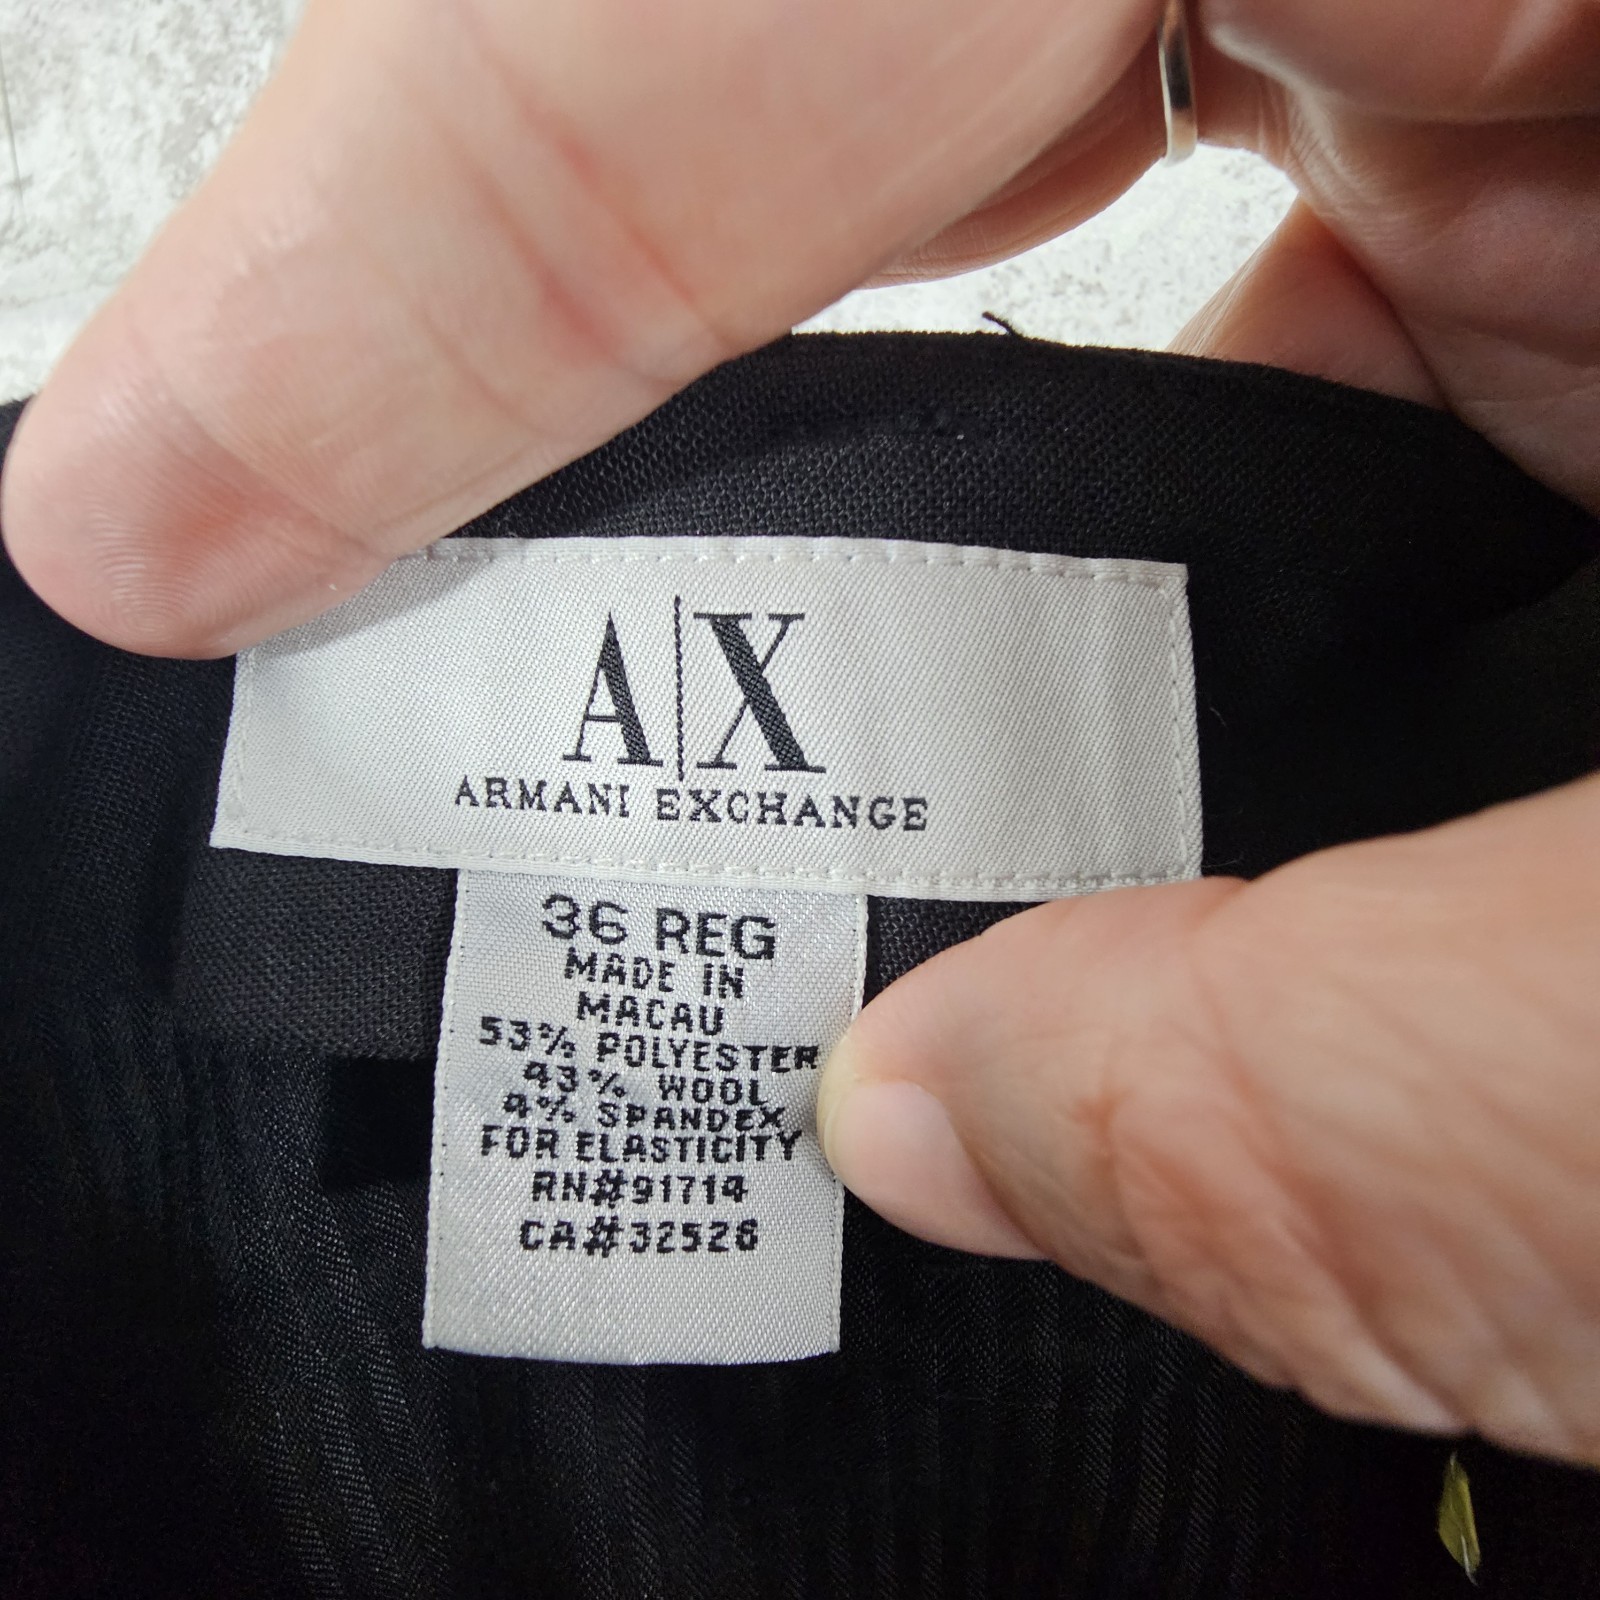 A|X
ARMANI EXCHANGE
36 REG
MADE IN
MACAU
53% POLYESTER
43% WOOL
4% SPANDEX
FOR ELASTICITY
RN#91714
CA#32526